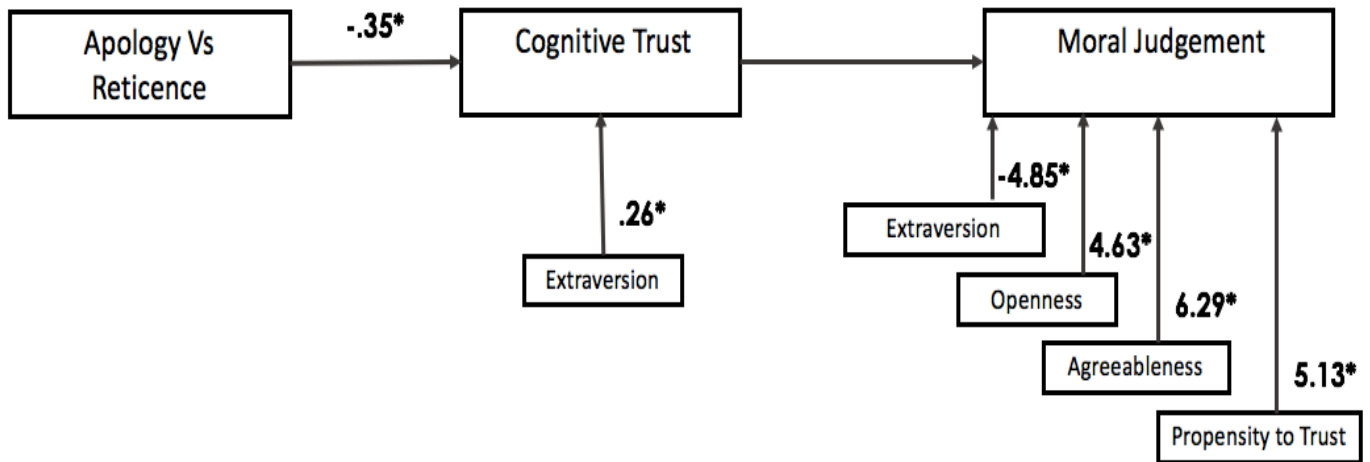 Apology Vs
Reticence
-.35*
Cognitive Trust
Moral Judgement
.26*
Extraversion
-4.85*
Extraversion
4.63*
Openness
6.29*
Agreeableness
5.13*
Propensity to Trust